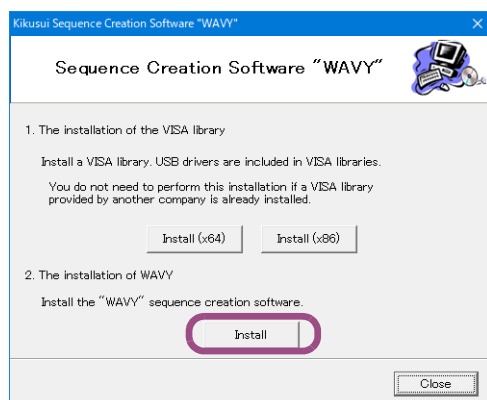 Kikusui Sequence Creation Software "WAVY"
Sequence Creation Software "WAVY"
1. The installation of the VISA library
Install a VISA library. USB drivers are included in VISA libraries.
You do not need to perform this installation if a VISA library
provided by another company is already installed.
Install (x64) Install (x86)
2. The installation of WAVY
Install the "WAVY" sequence creation software.
Install
Close